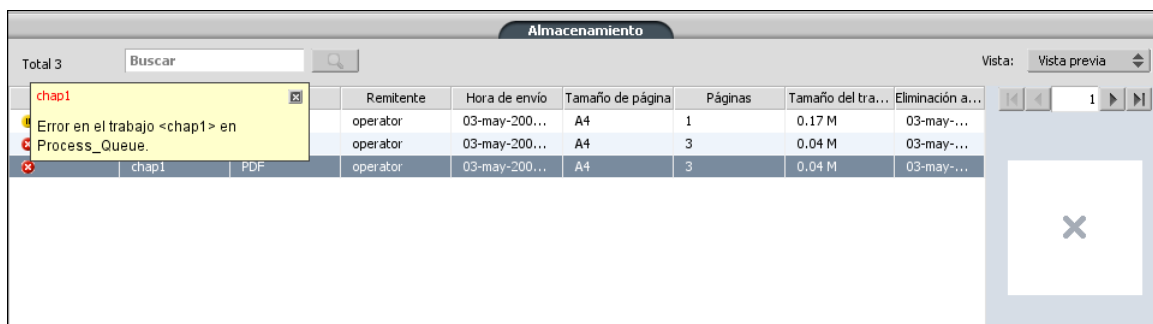 Almacenamiento
Total 3
Buscar
Vista:
Vista previa
Remitente
Hora de envío
Tamaño de página
Páginas
Tamaño del tra...
Eliminación a...
1
chap1
Error en el trabajo <chap1> en
Process_Queue.
operator 03-may-200... A4 1 0.17 M 03-may-...
operator 03-may-200... A4 3 0.04 M 03-may-...
chap1 PDF operator 03-may-200... A4 3 0.04 M 03-may-...